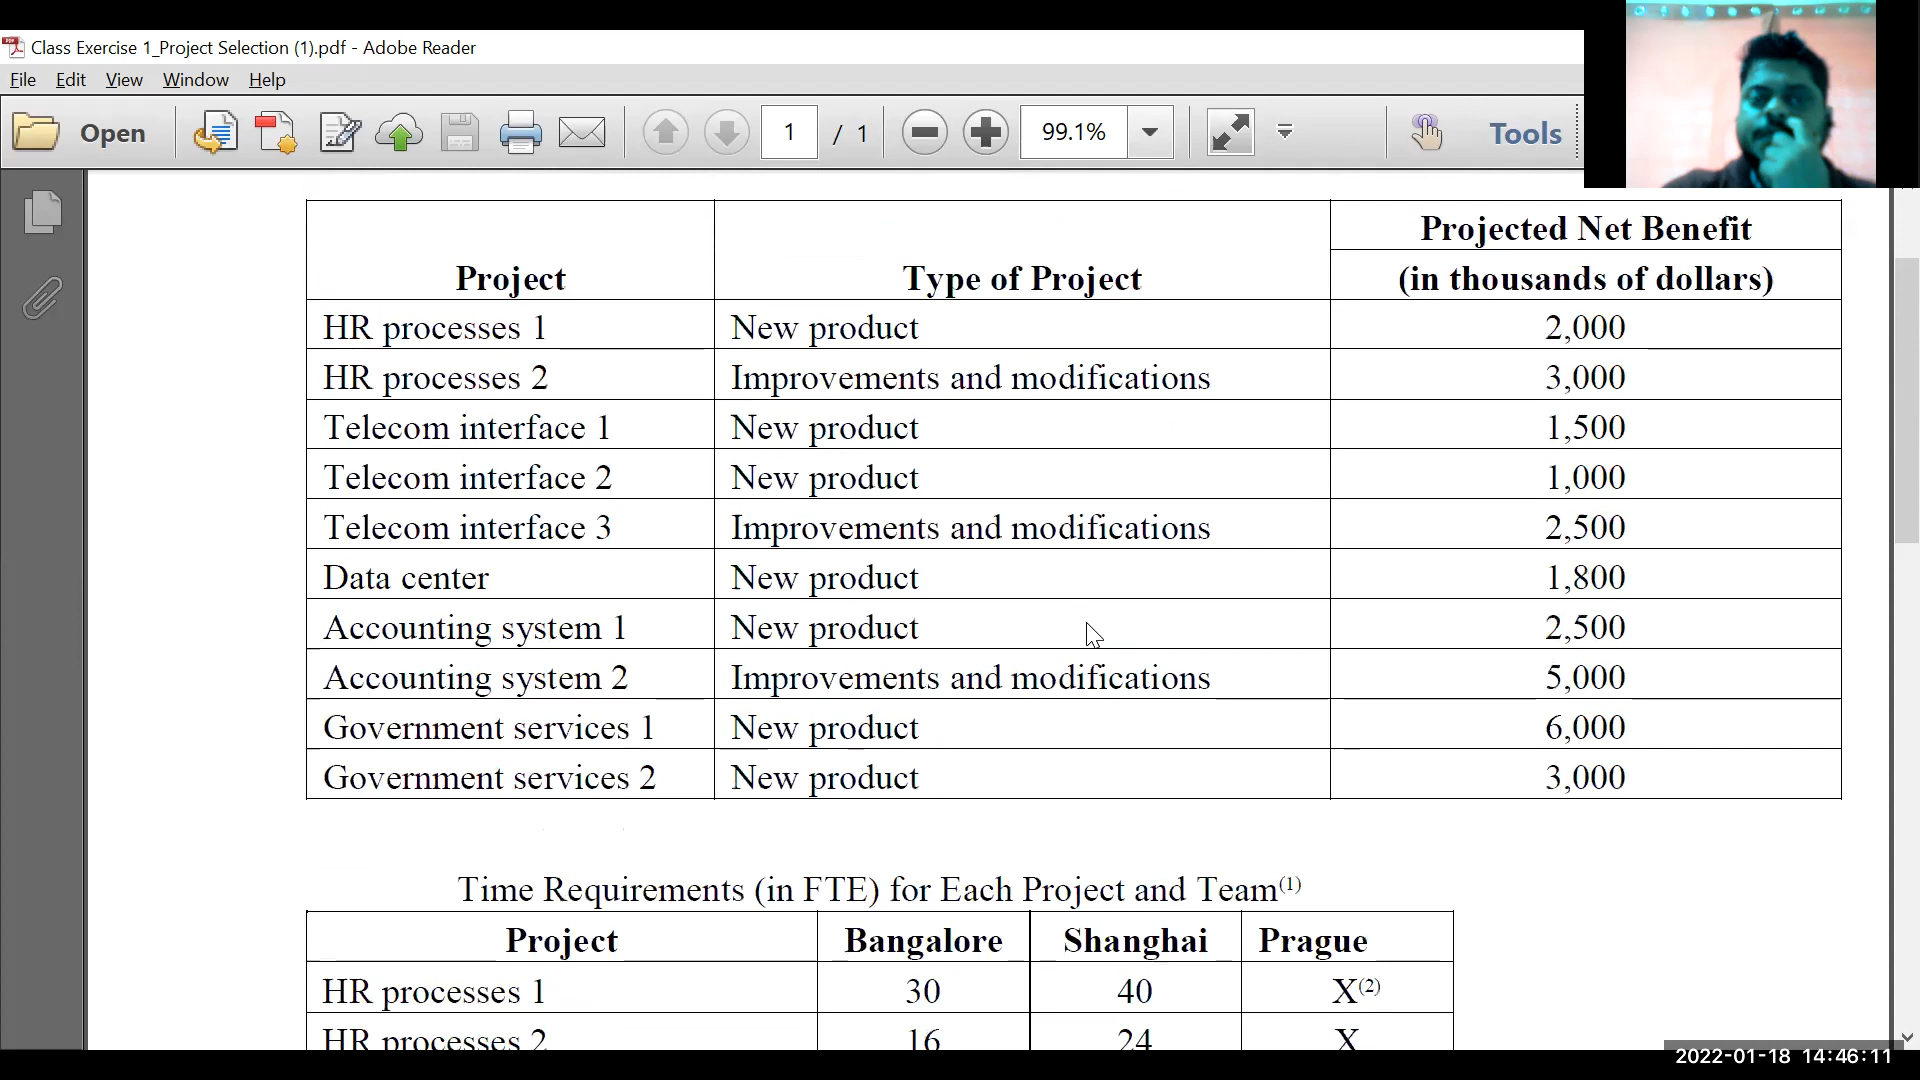 Class Exercise 1_Project Selection (1).pdf - Adobe Reader
File Edit View Window Help
Open 1 / 1 99.1% Tools
Projected Net Benefit
Project Type of Project (in thousands of dollars)
HR processes 1 New product 2,000
HR processes 2 Improvements and modifications 3,000
Telecom interface 1 New product 1,500
Telecom interface 2 New product 1,000
Telecom interface 3 Improvements and modifications 2,500
Data center New product 1,800
Accounting system 1 New product 2,500
Accounting system 2 Improvements and modifications 5,000
Government services 1 New product 6,000
Government services 2 New product 3,000
Time Requirements (in FTE) for Each Project and Team(1)
Project Bangalore Shanghai Prague
HR processes 1 30 40 X(2)
HR processes 2 16 24 X
2022-01-18 14:46:11